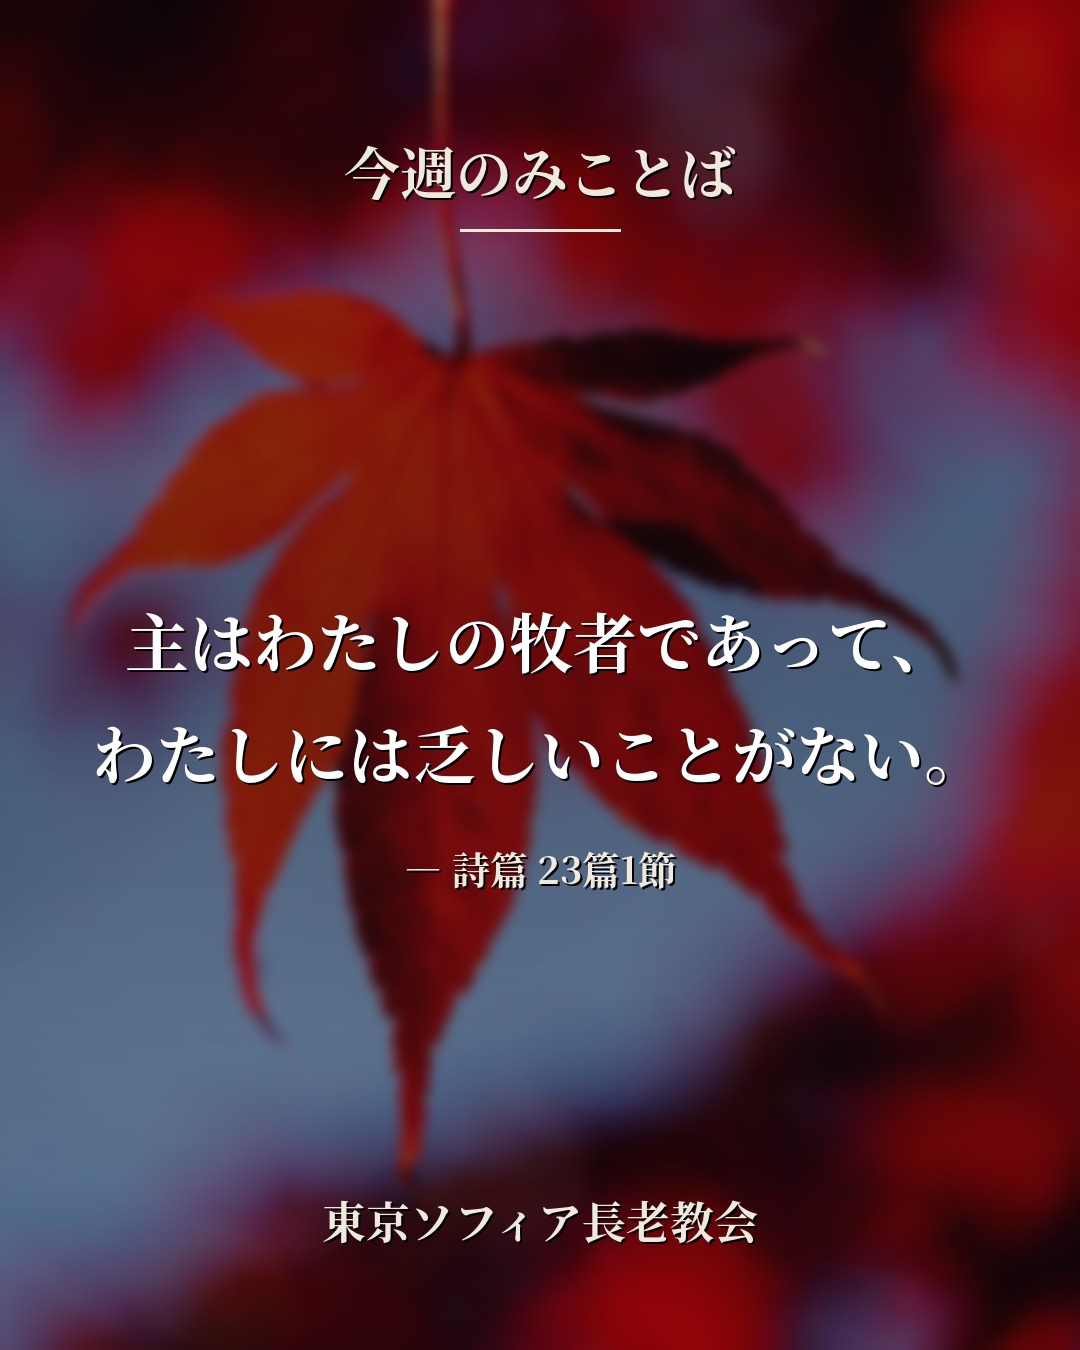 今週のみことば
主はわたしの牧者であって、
わたしには乏しいことがない。
— 詩篇 23篇1節
東京ソフィア長老教会